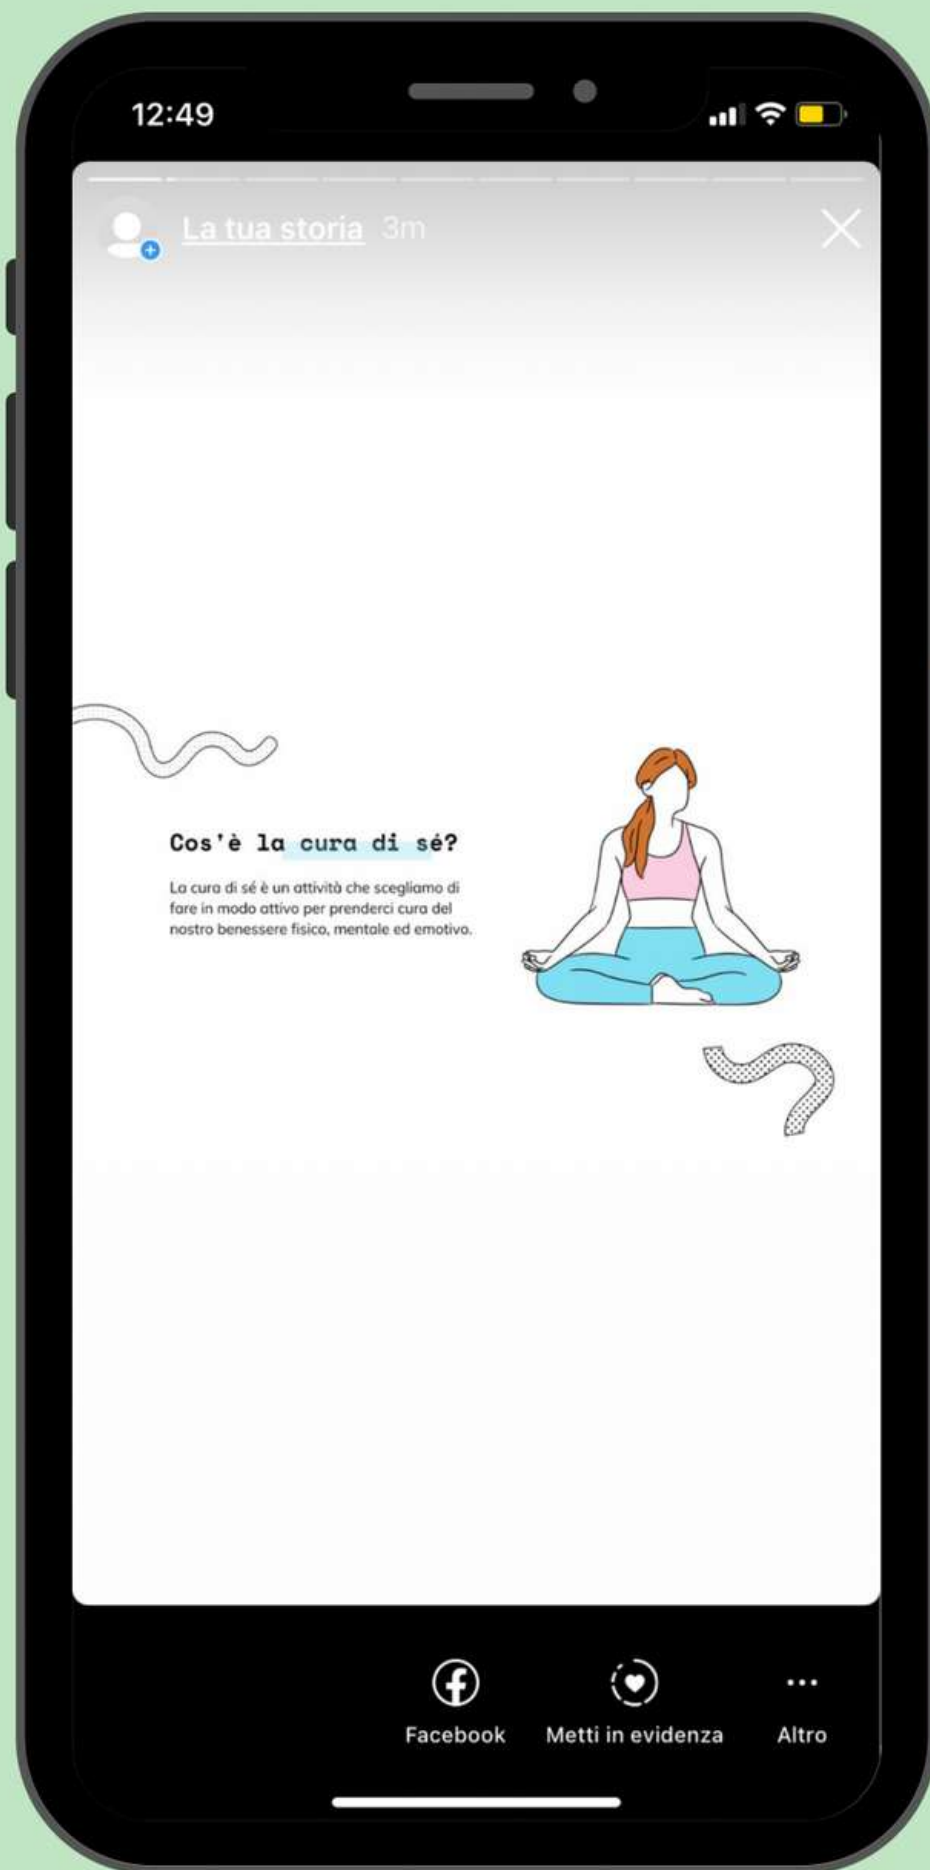 12:49
La tua storia 3m
Cos'è la cura di sé?
La cura di sé è un attività che scegliamo di
fare in modo attivo per prenderci cura del
nostro benessere fisico, mentale ed emotivo.
Facebook Metti in evidenza Altro